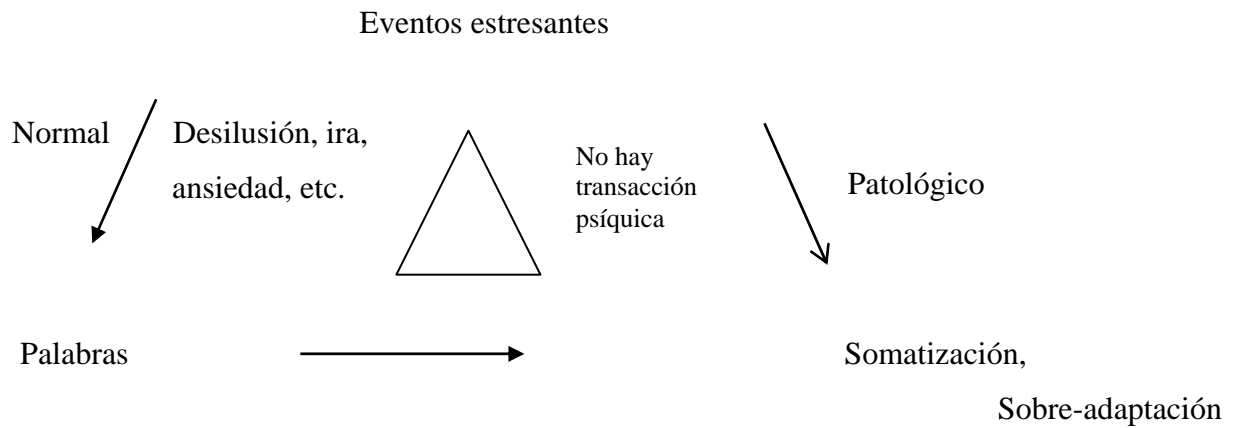 Eventos estresantes
Normal
Desilusión, ira,
ansiedad, etc.
No hay
transacción
psíquica
Patológico
Palabras
Somatización,
Sobre-adaptación